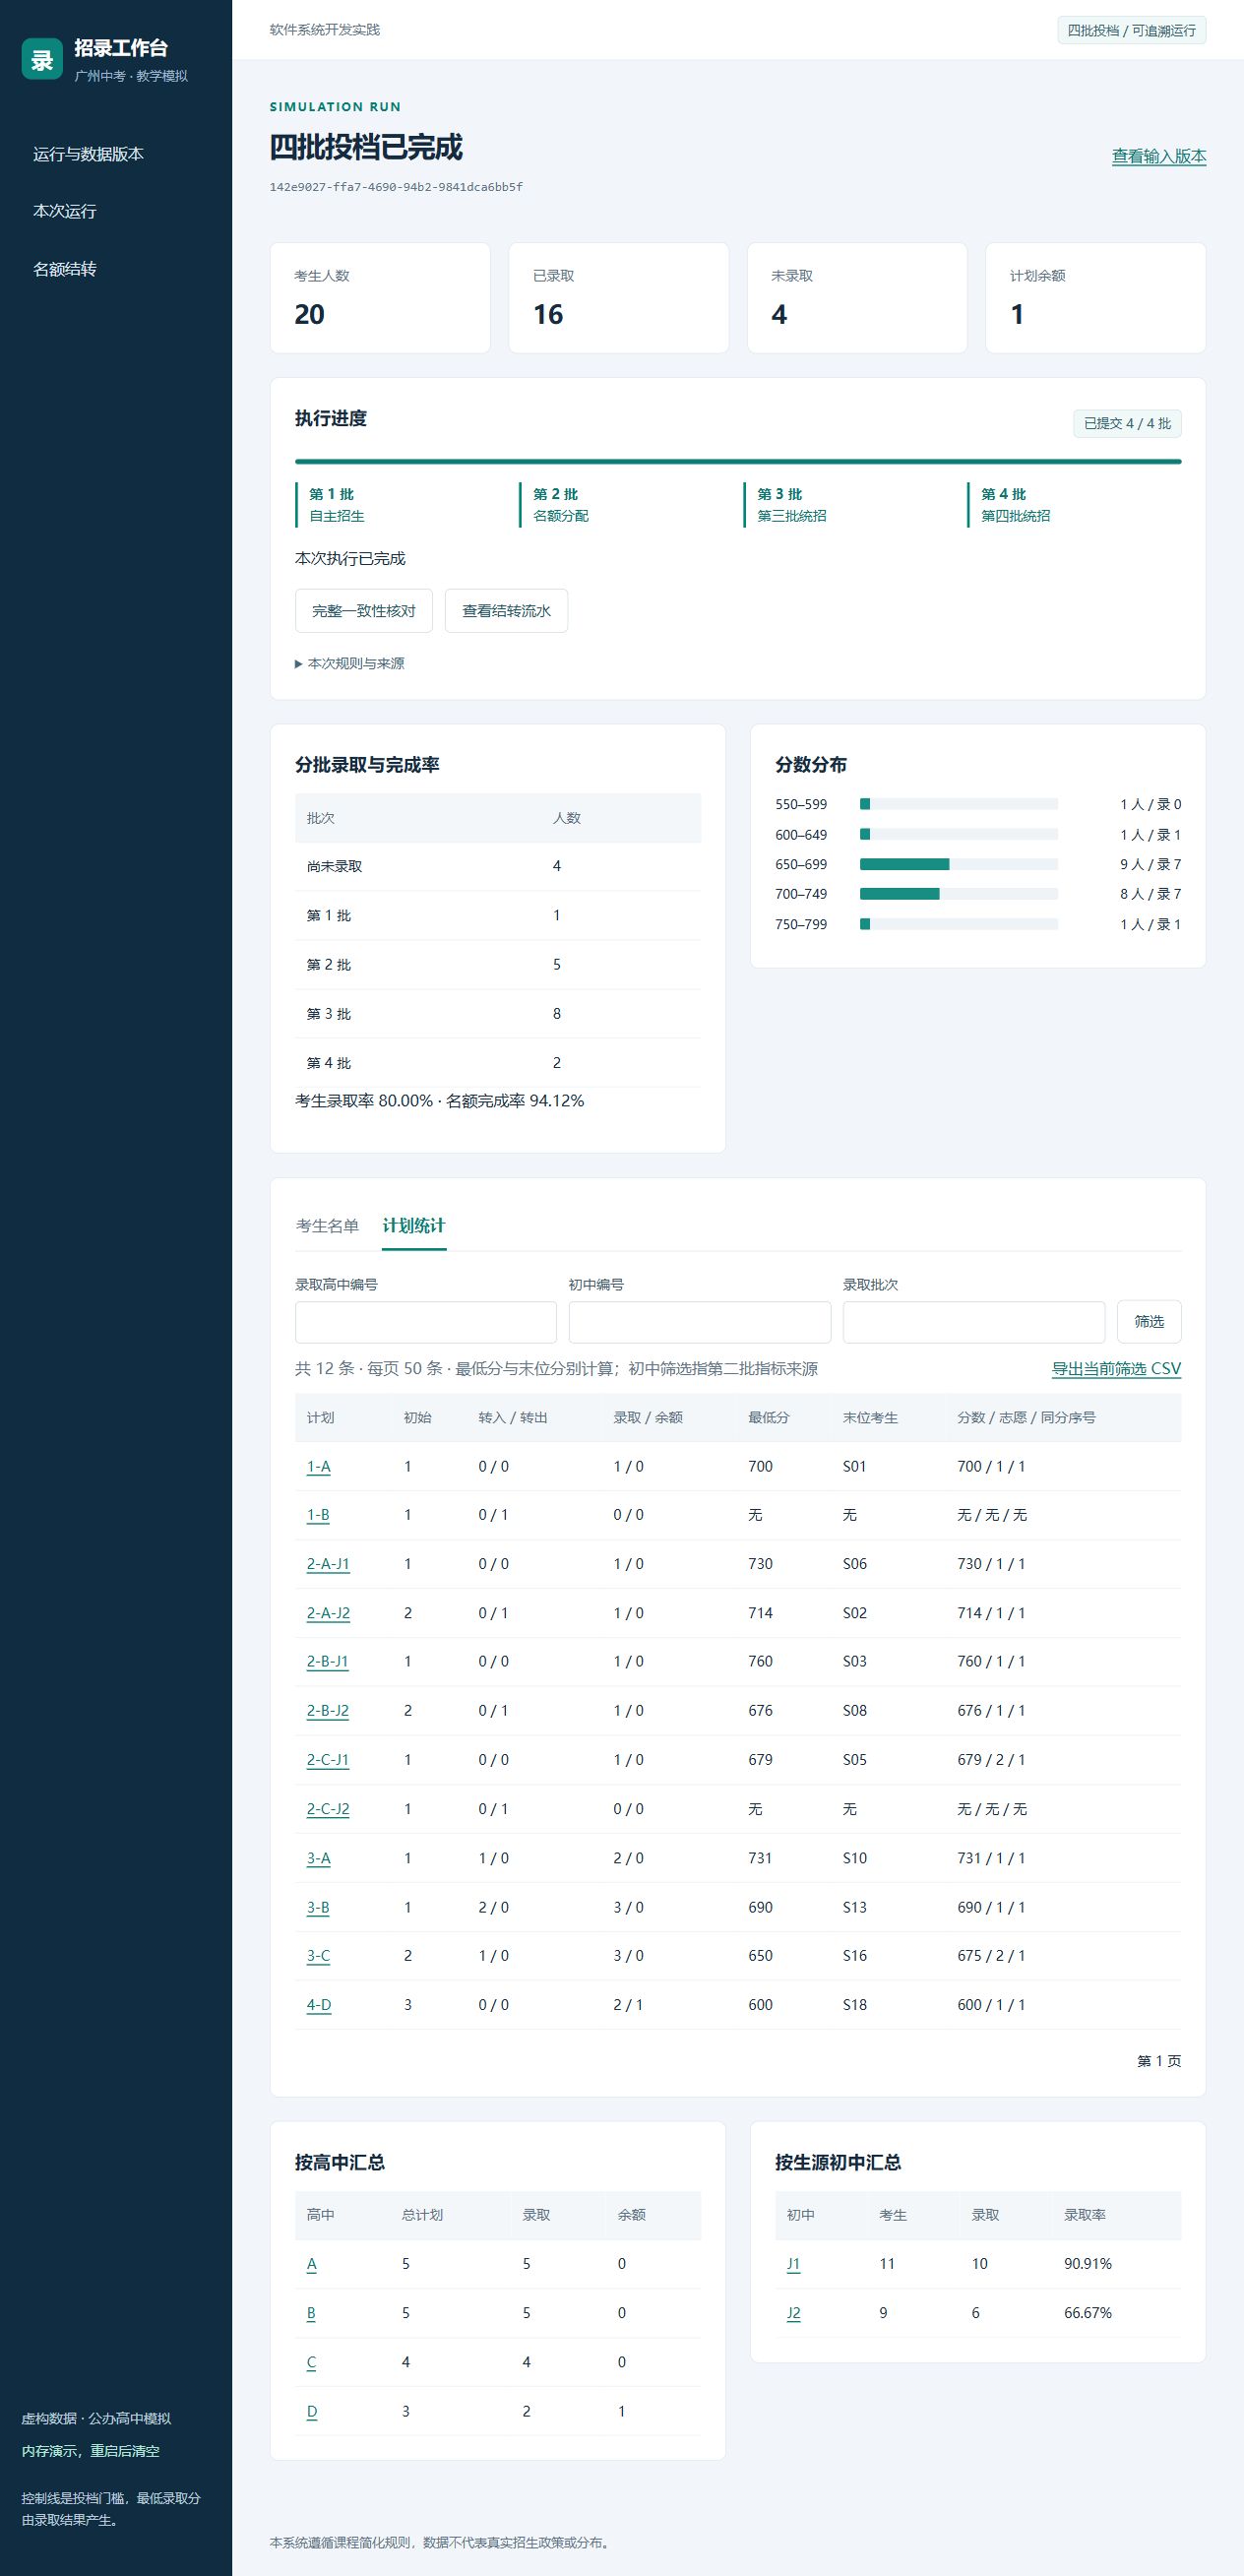 录
招录工作台
广州中考 · 教学模拟
运行与数据版本
本次运行
名额结转
虚构数据 · 公办高中模拟
内存演示，重启后清空
控制线是投档门槛，最低录取分
由录取结果产生。
软件系统开发实践
四批投档 / 可追溯运行
SIMULATION RUN
四批投档已完成
142e9027-ffa7-4690-94b2-9841dca6bb5f
查看输入版本
考生人数
20
已录取
16
未录取
4
计划余额
1
执行进度
已提交 4 / 4 批
第 1 批
自主招生
第 2 批
名额分配
第 3 批
第三批统招
第 4 批
第四批统招
本次执行已完成
完整一致性核对
查看结转流水
▶ 本次规则与来源
分批录取与完成率
批次 人数
尚未录取 4
第 1 批 1
第 2 批 5
第 3 批 8
第 4 批 2
考生录取率 80.00% · 名额完成率 94.12%
分数分布
550–599 1 人 / 录 0
600–649 1 人 / 录 1
650–699 9 人 / 录 7
700–749 8 人 / 录 7
750–799 1 人 / 录 1
考生名单 计划统计
录取高中编号 初中编号 录取批次
筛选
共 12 条 · 每页 50 条 · 最低分与末位分别计算；初中筛选指第二批指标来源
导出当前筛选 CSV
计划 初始 转入 / 转出 录取 / 余额 最低分 末位考生 分数 / 志愿 / 同分序号
1-A 1 0 / 0 1 / 0 700 S01 700 / 1 / 1
1-B 1 0 / 1 0 / 0 无 无 无 / 无 / 无
2-A-J1 1 0 / 0 1 / 0 730 S06 730 / 1 / 1
2-A-J2 2 0 / 1 1 / 0 714 S02 714 / 1 / 1
2-B-J1 1 0 / 0 1 / 0 760 S03 760 / 1 / 1
2-B-J2 2 0 / 1 1 / 0 676 S08 676 / 1 / 1
2-C-J1 1 0 / 0 1 / 0 679 S05 679 / 2 / 1
2-C-J2 1 0 / 1 0 / 0 无 无 无 / 无 / 无
3-A 1 1 / 0 2 / 0 731 S10 731 / 1 / 1
3-B 1 2 / 0 3 / 0 690 S13 690 / 1 / 1
3-C 2 1 / 0 3 / 0 650 S16 675 / 2 / 1
4-D 3 0 / 0 2 / 1 600 S18 600 / 1 / 1
第 1 页
按高中汇总
高中 总计划 录取 余额
A 5 5 0
B 5 5 0
C 4 4 0
D 3 2 1
按生源初中汇总
初中 考生 录取 录取率
J1 11 10 90.91%
J2 9 6 66.67%
本系统遵循课程简化规则，数据不代表真实招生政策或分布。